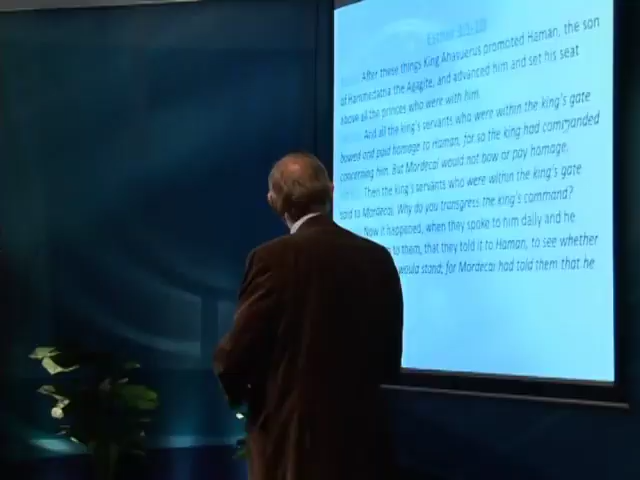 Esther 3:1-10
After these things King Ahasuerus promoted Haman, the son
of Hammedatha the Agagite, and advanced him and set his seat
above all the princes who were with him.
And all the king's servants who were within the king's gate
bowed and paid homage to Haman, for so the king had commanded
concerning him. But Mordecai would not bow or pay homage.
Then the king's servants who were within the king's gate
said to Mordecai, Why do you transgress the king's command?
Now it happened, when they spoke to him daily and he
to them, that they told it to Haman, to see whether
would stand; for Mordecai had told them that he